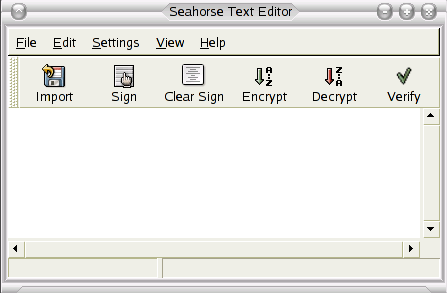 Seahorse Text Editor
File Edit Settings View Help
Import Sign Clear Sign Encrypt Decrypt Verify